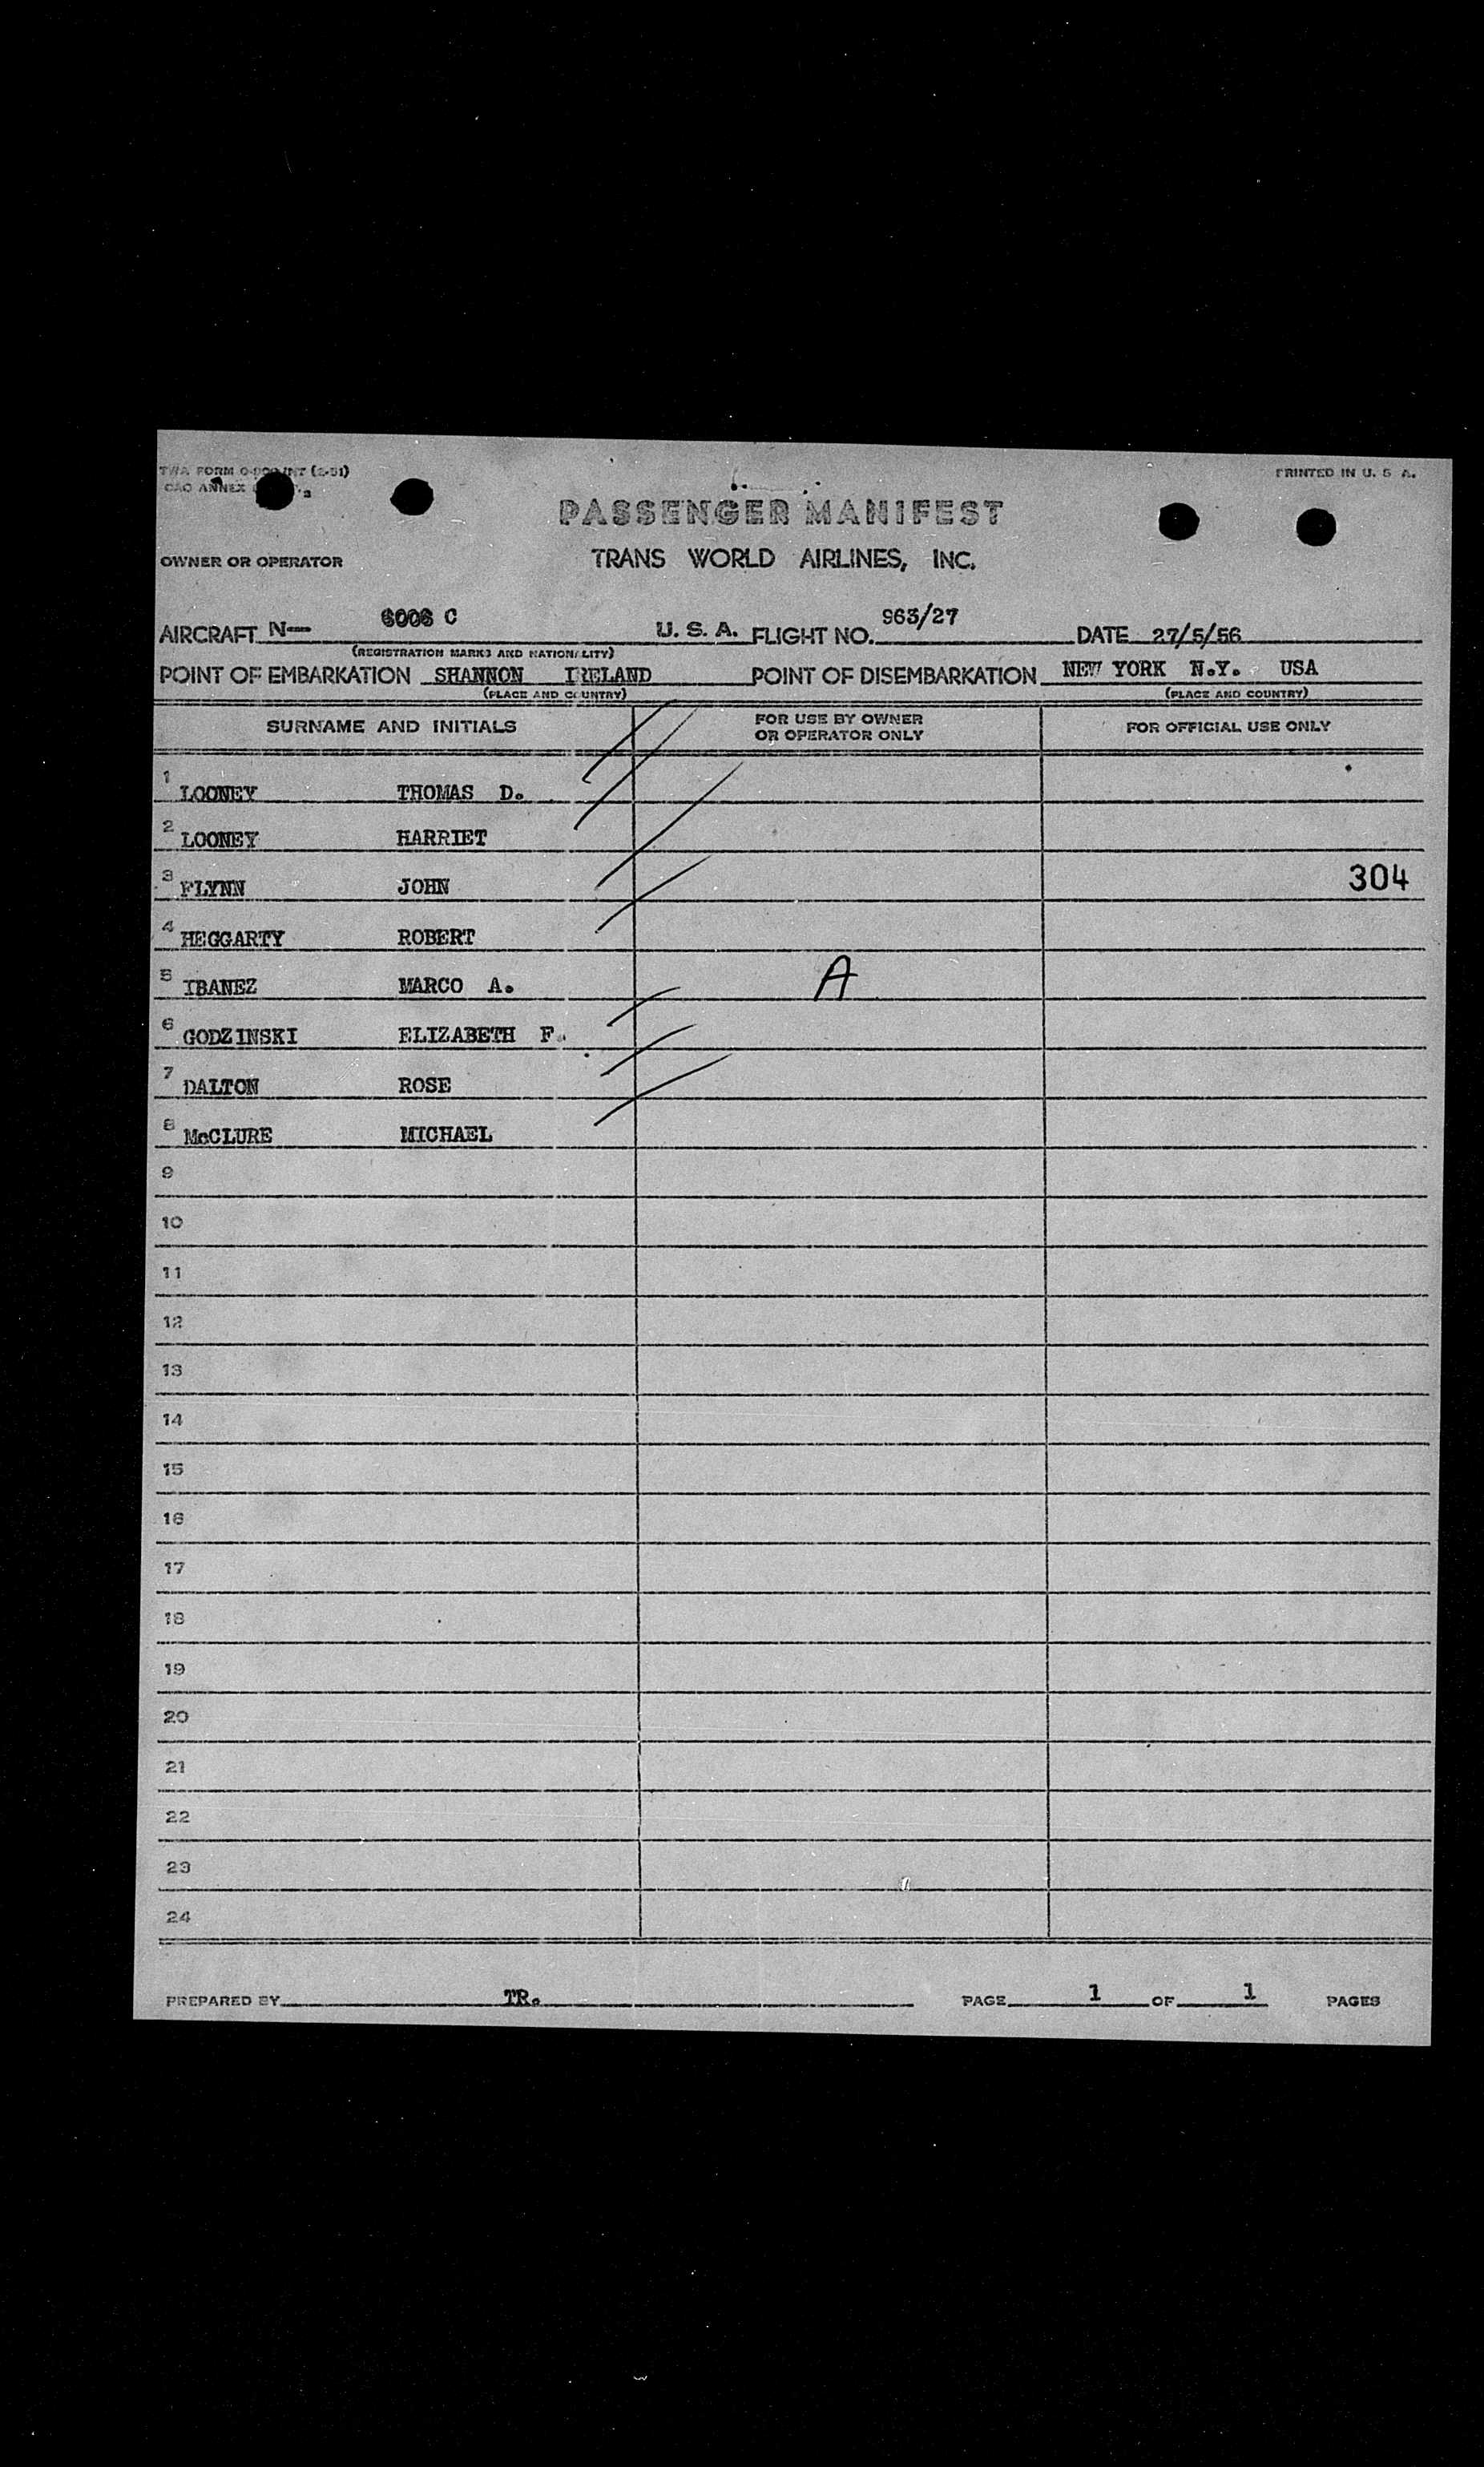 TWA FORM (2-51) PRINTED IN U. S. A.
ANNEX
PASSENGER MANIFEST
OWNER OR OPERATOR TRANS WORLD AIRLINES, INC.
AIRCRAFT N— 6006 C U. S. A. FLIGHT NO. 963/27 DATE 27/5/56
(REGISTRATION MARKS AND NATIONALITY)
POINT OF EMBARKATION SHANNON IRELAND POINT OF DISEMBARKATION NEW YORK N.Y. USA
(PLACE AND COUNTRY) (PLACE AND COUNTRY)
SURNAME AND INITIALS FOR USE BY OWNER OR OPERATOR ONLY FOR OFFICIAL USE ONLY
1 LOONEY THOMAS D.
2 LOONEY HARRIET
3 FLYNN JOHN 304
4 HEGGARTY ROBERT
5 IBANEZ MARCO A. A
6 GODZINSKI ELIZABETH F.
7 DALTON ROSE
8 McCLURE MICHAEL
9
10
11
12
13
14
15
16
17
18
19
20
21
22
23
24
PREPARED BY TR. PAGE 1 OF 1 PAGES